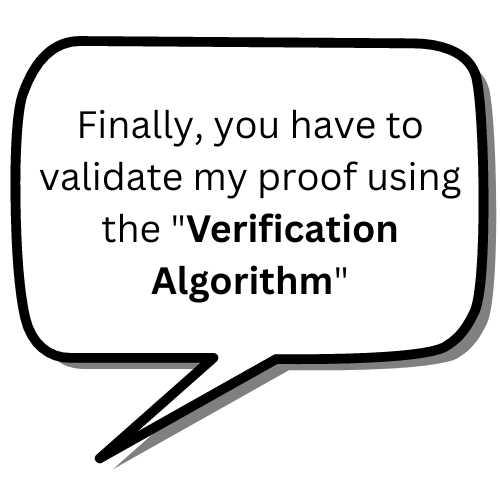 Finally, you have to
validate my proof using
the "Verification
Algorithm"